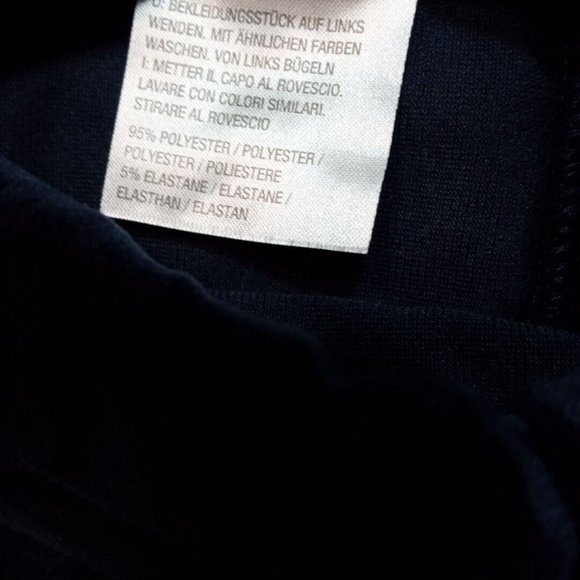 D: BEKLEIDUNGSSTÜCK AUF LINKS
WENDEN. MIT ÄHNLICHEN FARBEN
WASCHEN. VON LINKS BÜGELN
I: METTER IL CAPO AL ROVESCIO.
LAVARE CON COLORI SIMILARI.
STIRARE AL ROVESCIO
95% POLYESTER / POLYESTER /
POLYESTER / POLIESTERE
5% ELASTANE / ELASTANE /
ELASTHAN / ELASTAN